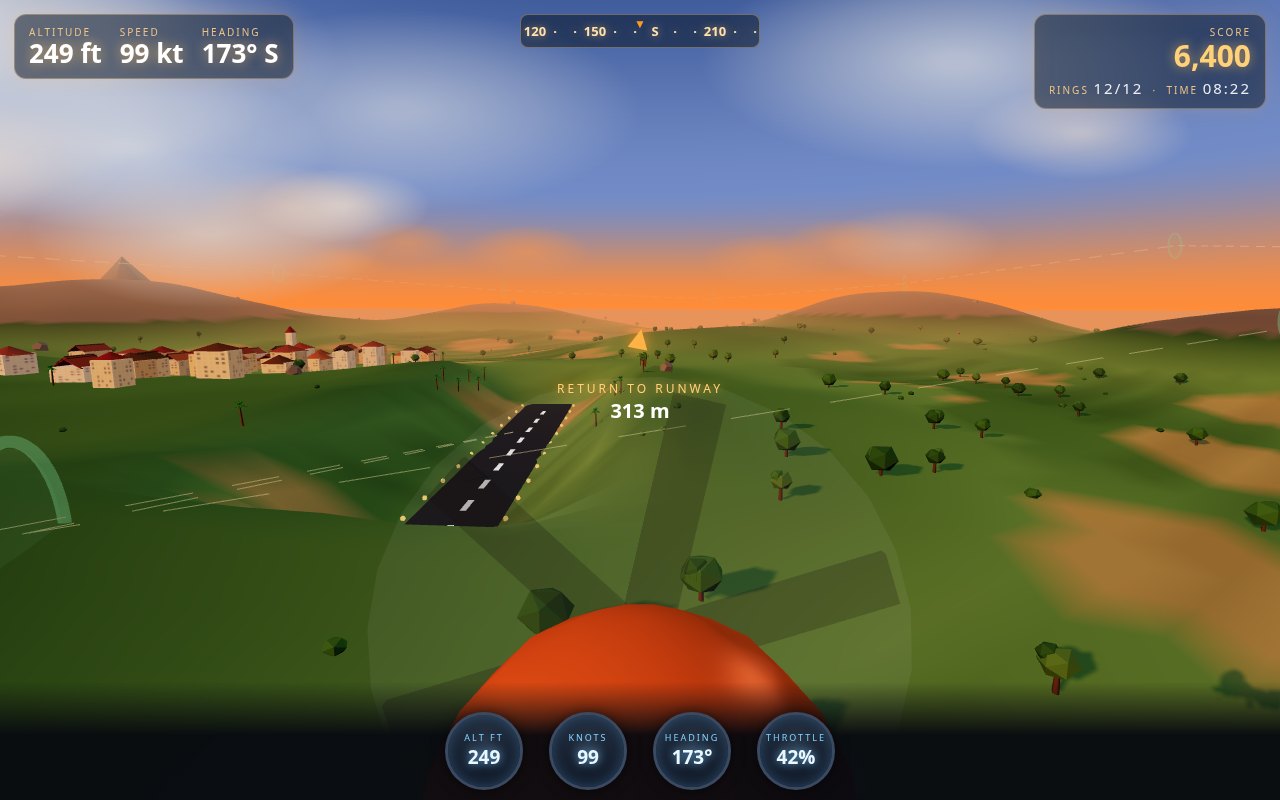 ALTITUDE SPEED HEADING
249 ft 99 kt 173° S
120 · · 150 · · S · · 210 · ·
SCORE
6,400
RINGS 12/12 · TIME 08:22
RETURN TO RUNWAY
313 m
ALT FT
249
KNOTS
99
HEADING
173°
THROTTLE
42%